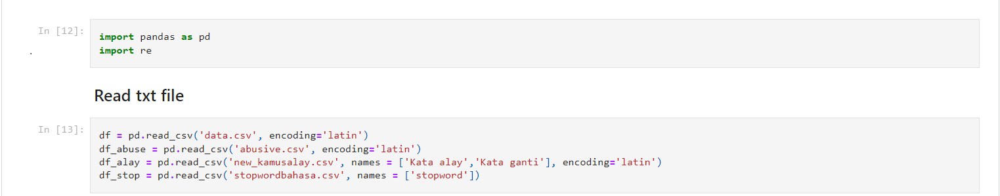 In [12]:
import pandas as pd
import re
Read txt file
In [13]:
df = pd.read_csv('data.csv', encoding='latin')
df_abuse = pd.read_csv('abusive.csv', encoding='latin')
df_alay = pd.read_csv('new_kamusalay.csv', names = ['Kata alay','Kata ganti'], encoding='latin')
df_stop = pd.read_csv('stopwordbahasa.csv', names = ['stopword'])